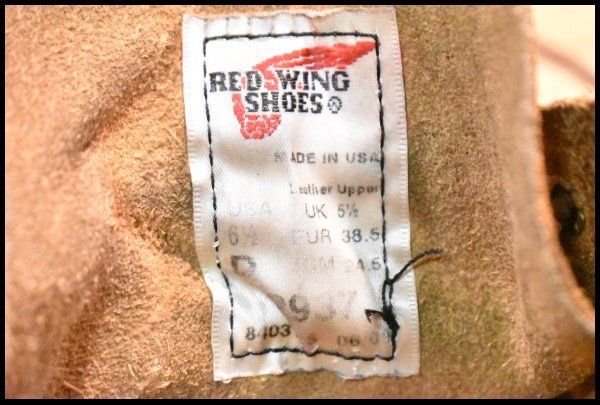 RED WING
SHOES®
MADE IN USA
Leather Upper
USA UK 5½
6½ EUR 38.5
D 24.5
8403